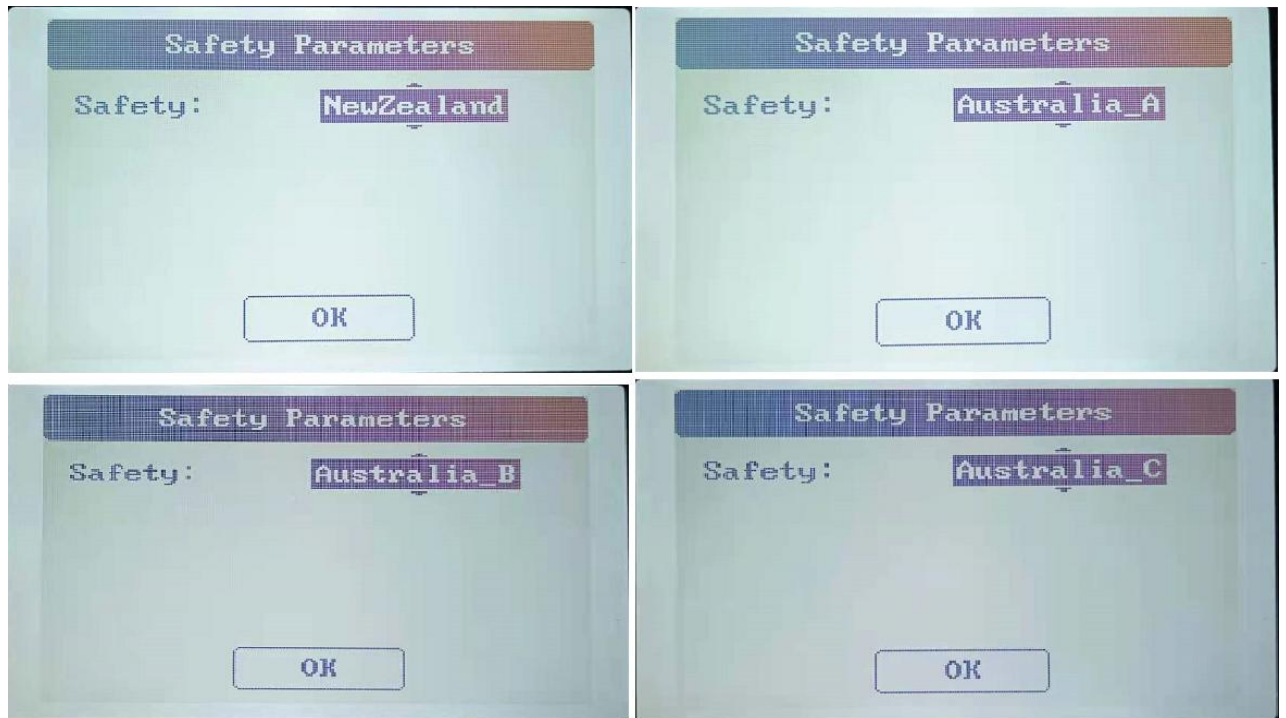 Safety Parameters
Safety: NewZealand
OK
Safety Parameters
Safety: Australia_A
OK
Safety Parameters
Safety: Australia_B
OK
Safety Parameters
Safety: Australia_C
OK